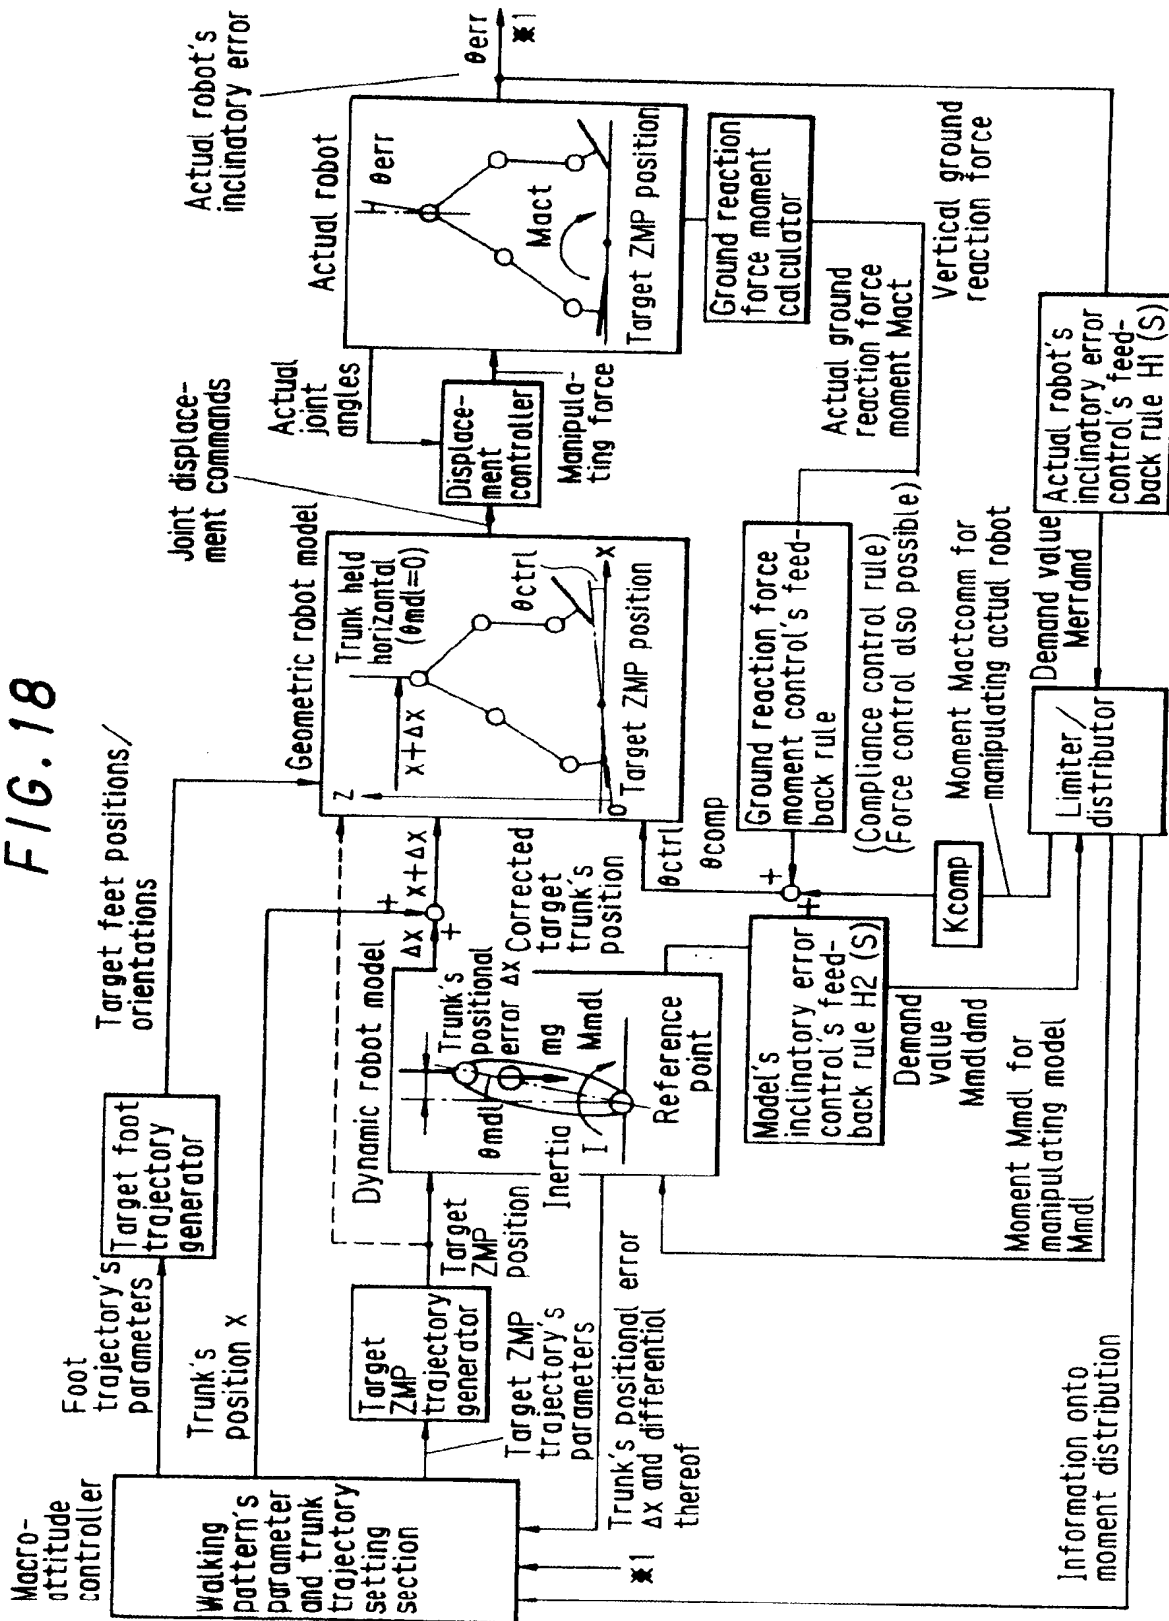 FIG.18
Macro-
attitude
controller
Walking
pattern's
parameter
and trunk
trajectory
setting
section
Foot
trajectory's
parameters
Target foot
trajectory
generator
Target feet positions/
orientations
Trunk's
position X
Target
ZMP
trajectory
generator
Target ZMP
trajectory's
parameters
Target
ZMP
position
Trunk's positional error
Δx and differential
thereof
※1
Information onto
moment distribution
Dynamic robot model
Trunk's
positional
error Δx
θmdl
mg
Mmdl
Inertia
I
Reference
point
Δx
+
+
x+Δx
Corrected
target
trunk's
position
Geometric robot model
Z
Trunk held
horizontal
(θmdl=0)
x+Δx
θctrl
X
O
Target ZMP position
Joint displace-
ment commands
Displace-
ment
controller
Actual
joint
angles
Manipula-
ting force
Actual robot
θerr
Mact
Target ZMP position
Actual robot's
inclinatory error
θerr
※1
Ground reaction
force moment
calculator
Actual ground
reaction force
moment Mact
Vertical ground
reaction force
Ground reaction force
moment control's feed-
back rule
(Compliance control rule)
(Force control also possible)
θctrl
θcomp
+
+
Model's
inclinatory error
control's feed-
back rule H2 (S)
Demand
value
Mmdldmd
Kcomp
Moment Mactcomm for
manipulating actual robot
Limiter/
distributor
Demand value
Merrdmd
Actual robot's
inclinatory error
control's feed-
back rule H1 (S)
Moment Mmdl for
manipulating model
Mmdl